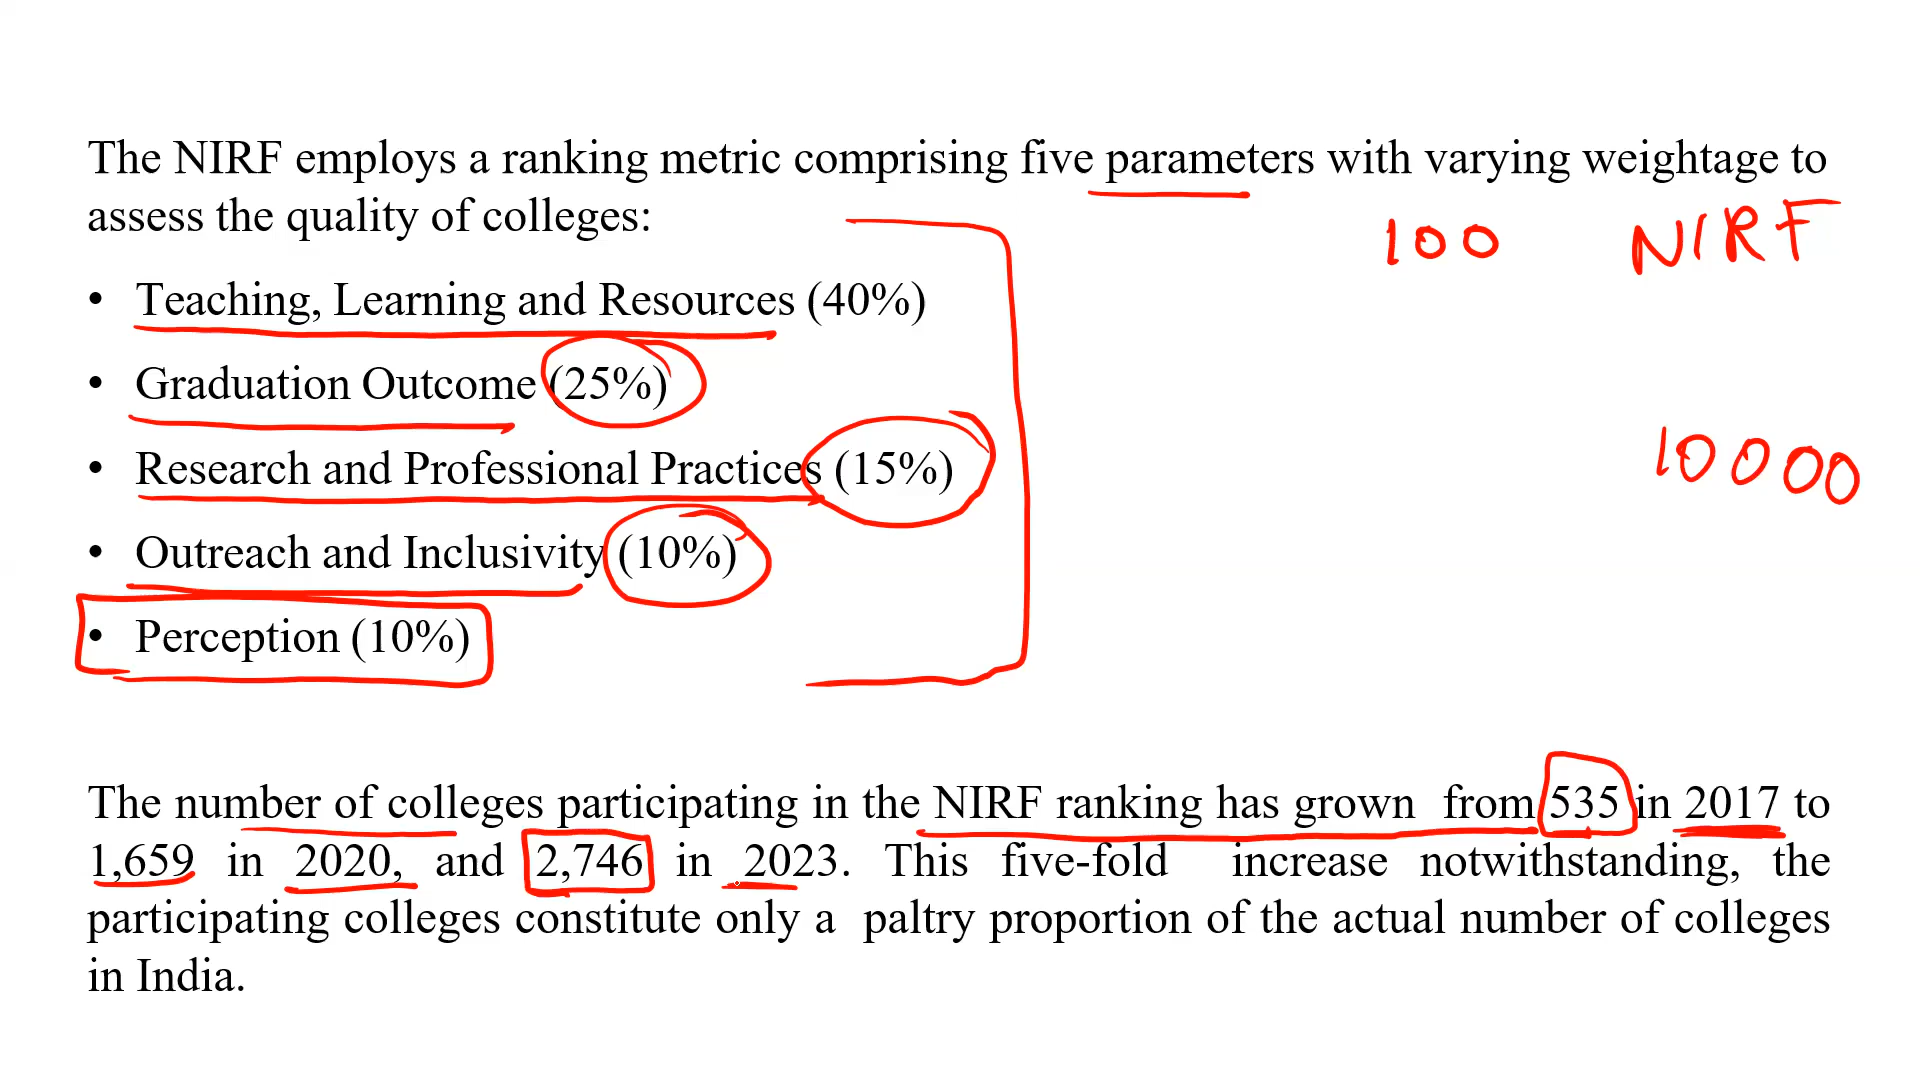 The NIRF employs a ranking metric comprising five parameters with varying weightage to
assess the quality of colleges:
100 NIRF
• Teaching, Learning and Resources (40%)
• Graduation Outcome (25%)
• Research and Professional Practices (15%)
10000
• Outreach and Inclusivity (10%)
• Perception (10%)
The number of colleges participating in the NIRF ranking has grown from 535 in 2017 to
1,659 in 2020, and 2,746 in 2023. This five-fold increase notwithstanding, the
participating colleges constitute only a paltry proportion of the actual number of colleges
in India.